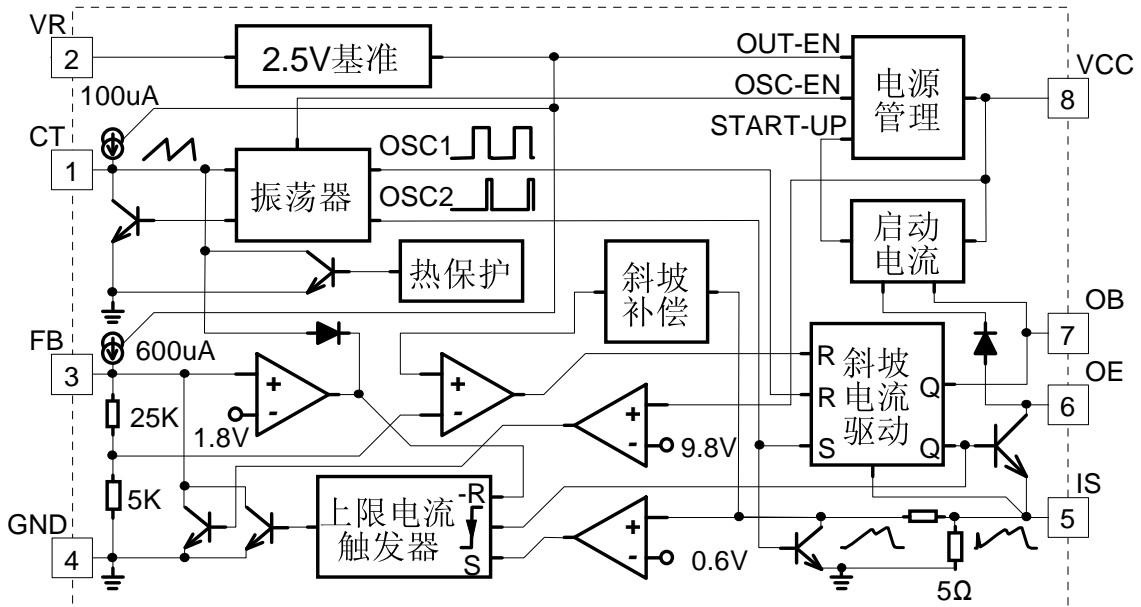 VR
2
2.5V基准
OUT-EN
OSC-EN
START-UP
电源
管理
VCC
8
100uA
CT
1
OSC1
OSC2
振荡器
热保护
斜坡
补偿
启动
电流
OB
7
FB
3
600uA
+
-
1.8V
25K
5K
+
-
+
-
9.8V
R
R
S
斜坡
电流
驱动
Q
Q
OE
6
IS
5
GND
4
上限电流
触发器
-R
S
+
-
0.6V
5Ω